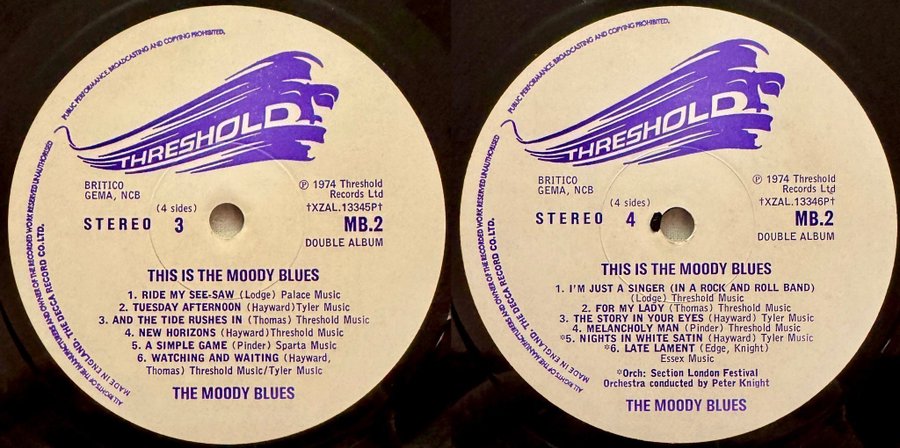 PUBLIC PERFORMANCE, BROADCASTING AND COPYING PROHIBITED.
ALL RIGHTS OF THE MANUFACTURERS AND OWNER OF THE RECORDED WORK RESERVED UNAUTHORISED
MADE IN ENGLAND, THE DECCA RECORD CO. LTD.
THRESHOLD
BRITICO
GEMA, NCB
℗ 1974 Threshold
Records Ltd
(4 sides)
†XZAL.13345P†
STEREO 3
MB.2
DOUBLE ALBUM
THIS IS THE MOODY BLUES
1. RIDE MY SEE-SAW (Lodge) Palace Music
2. TUESDAY AFTERNOON (Hayward) Tyler Music
3. AND THE TIDE RUSHES IN (Thomas) Threshold Music
4. NEW HORIZONS (Hayward) Threshold Music
5. A SIMPLE GAME (Pinder) Sparta Music
6. WATCHING AND WAITING (Hayward,
Thomas) Threshold Music/Tyler Music
THE MOODY BLUES
PUBLIC PERFORMANCE, BROADCASTING AND COPYING PROHIBITED.
ALL RIGHTS OF THE MANUFACTURERS AND OWNER OF THE RECORDED WORK RESERVED UNAUTHORISED
MADE IN ENGLAND, THE DECCA RECORD CO. LTD.
THRESHOLD
BRITICO
GEMA, NCB
℗ 1974 Threshold
Records Ltd
(4 sides)
†XZAL.13346P†
STEREO 4
MB.2
DOUBLE ALBUM
THIS IS THE MOODY BLUES
1. I'M JUST A SINGER (IN A ROCK AND ROLL BAND)
(Lodge) Threshold Music
2. FOR MY LADY (Thomas) Threshold Music
3. THE STORY IN YOUR EYES (Hayward) Tyler Music
4. MELANCHOLY MAN (Pinder) Threshold Music
*5. NIGHTS IN WHITE SATIN (Hayward) Tyler Music
*6. LATE LAMENT (Edge, Knight)
Essex Music
*Orch: Section London Festival
Orchestra conducted by Peter Knight
THE MOODY BLUES